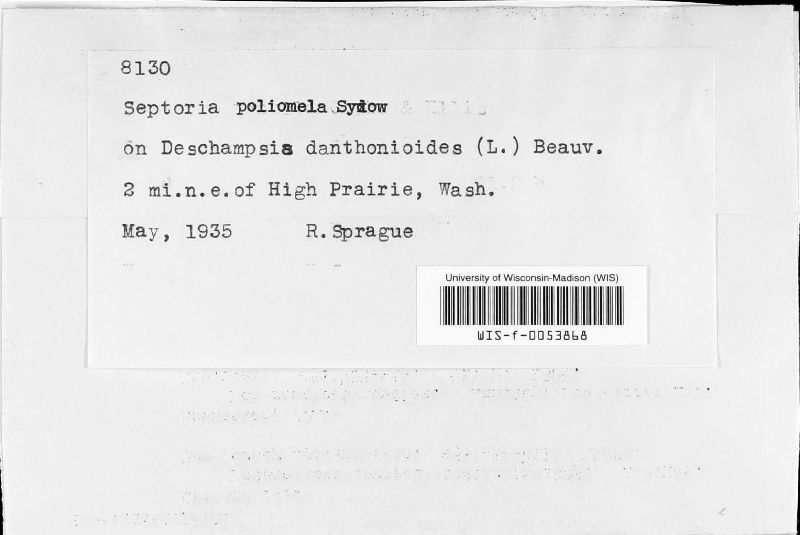 8130
Septoria poliomela Sydow
on Deschampsia danthonioides (L.) Beauv.
2 mi.n.e.of High Prairie, Wash.
May, 1935 R.Sprague
University of Wisconsin-Madison (WIS)
WIS-f-0053868